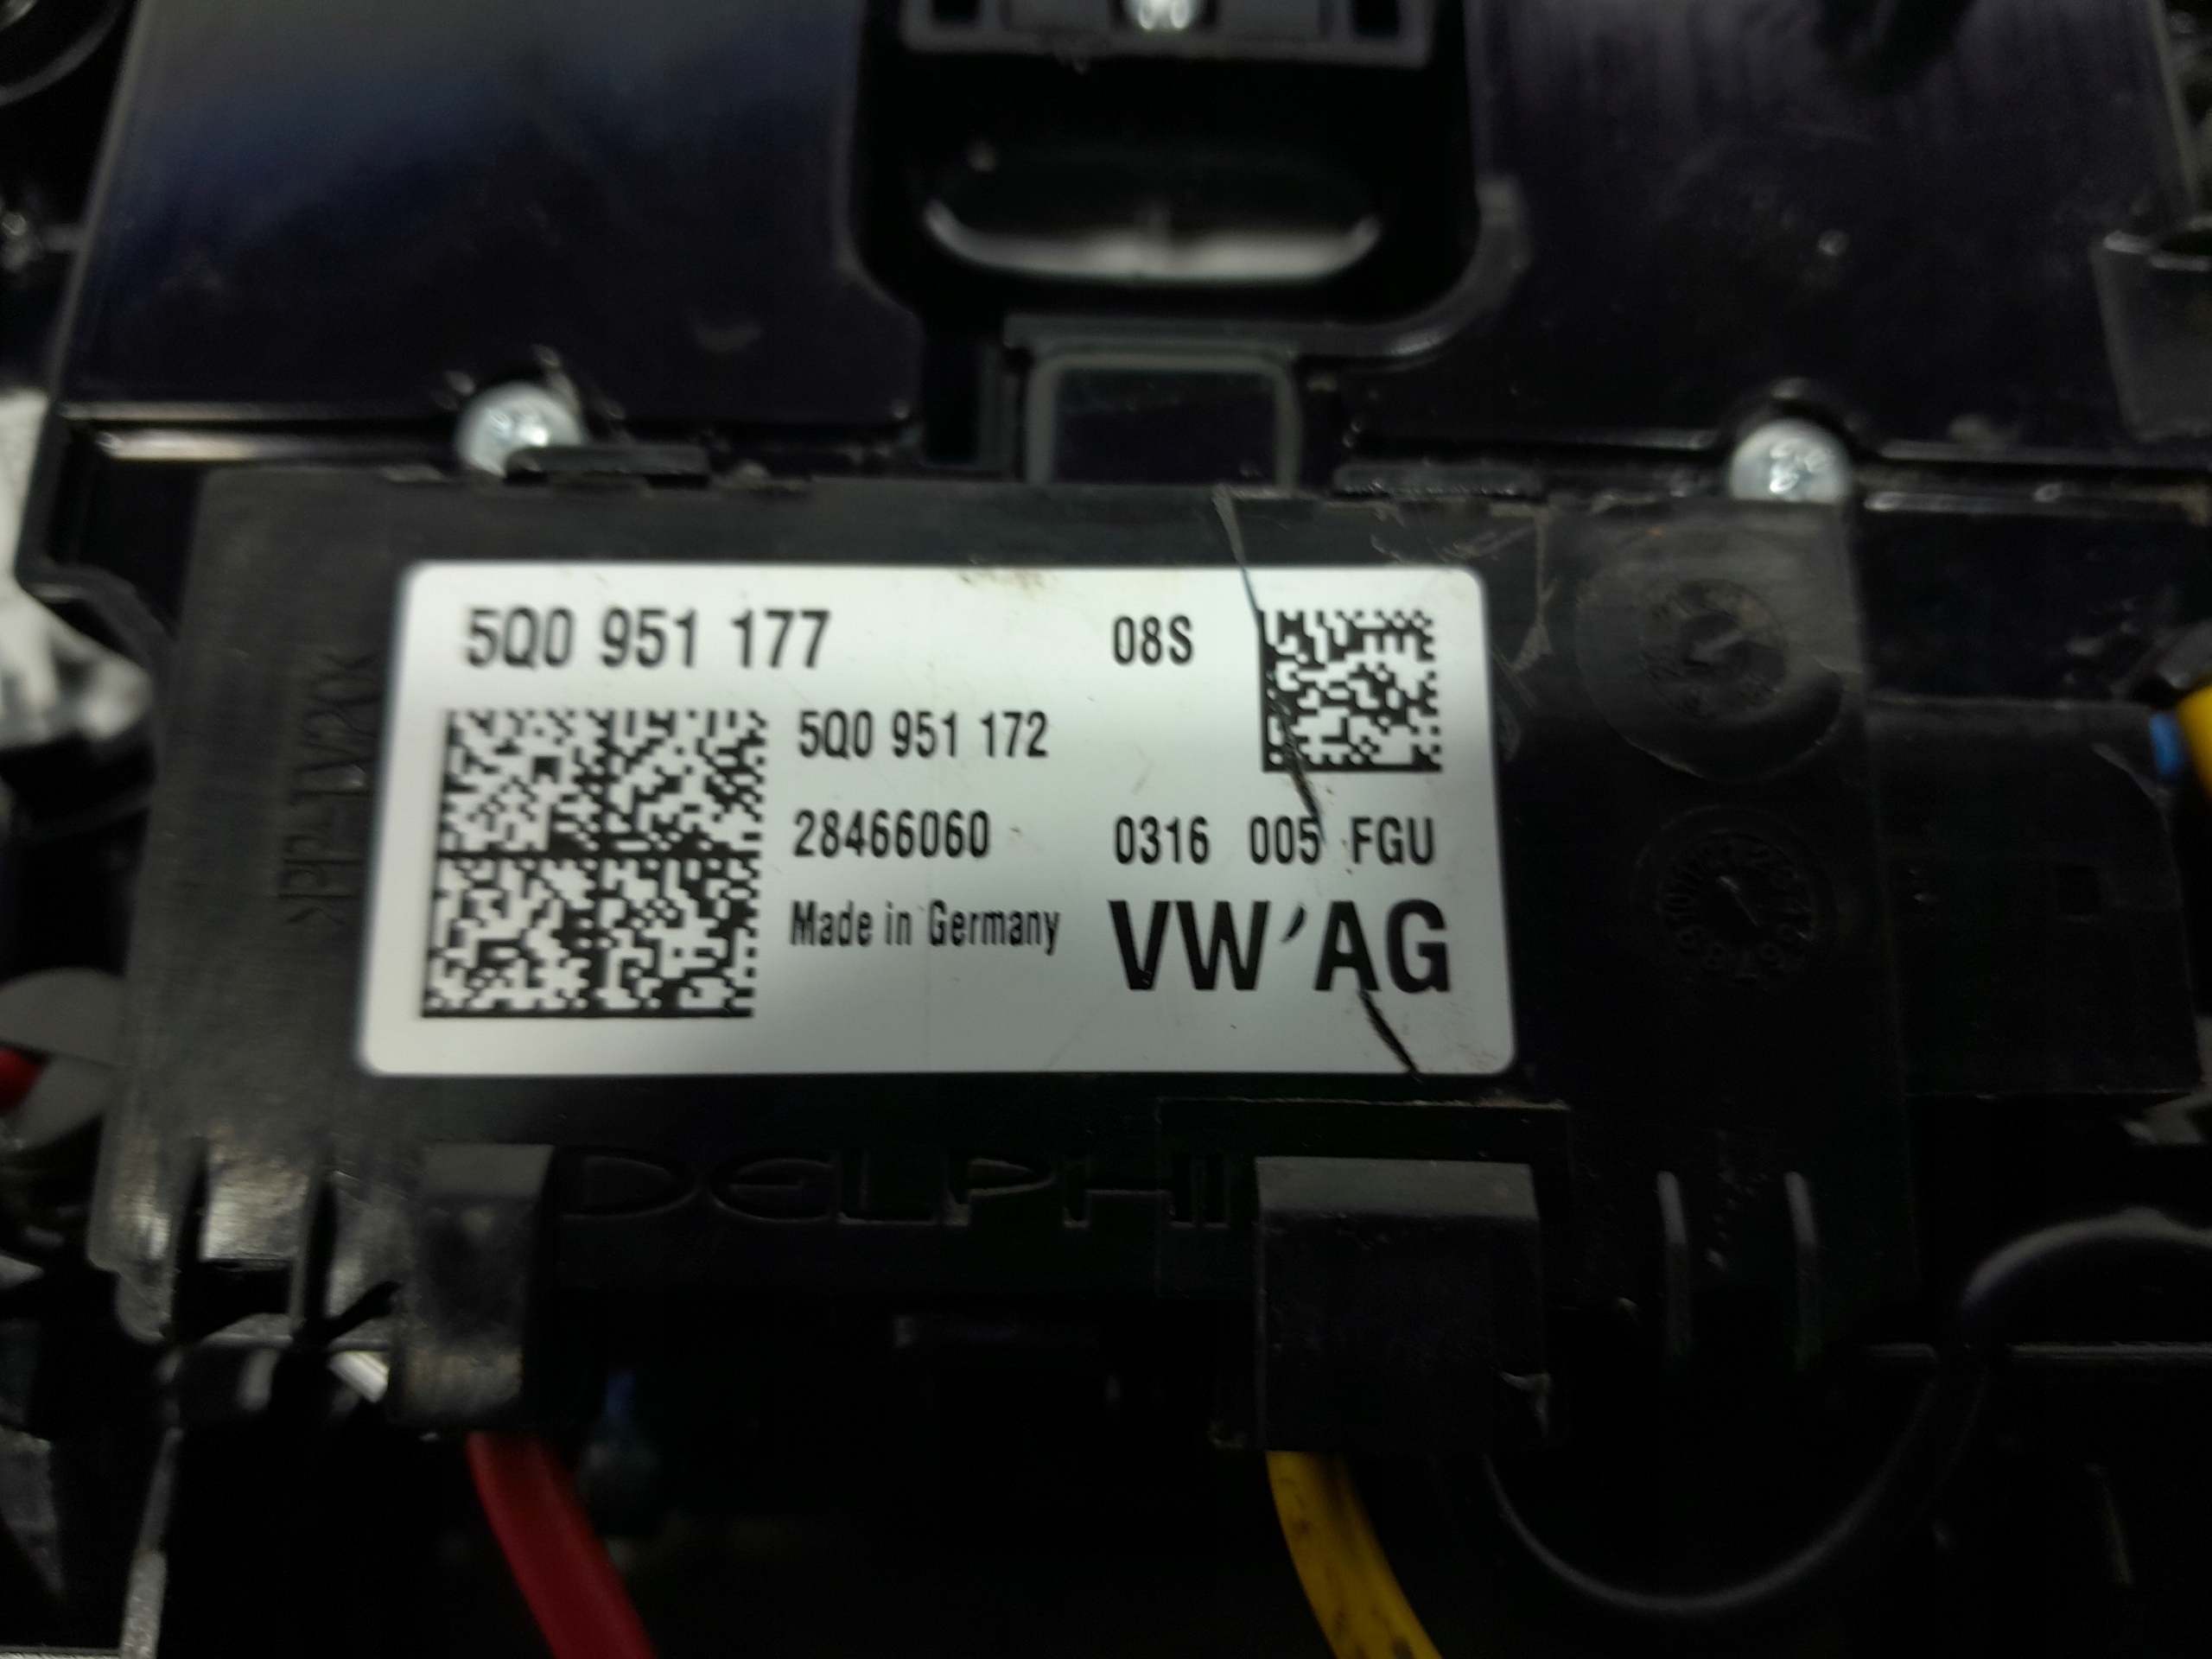 5Q0 951 177 08S
5Q0 951 172
28466060 0316 005 FGU
Made in Germany VW AG
DELPHI